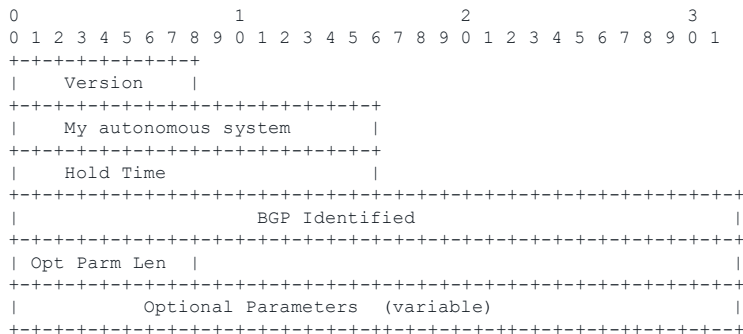 0                   1                   2                   3
0 1 2 3 4 5 6 7 8 9 0 1 2 3 4 5 6 7 8 9 0 1 2 3 4 5 6 7 8 9 0 1
+-+-+-+-+-+-+-+-+
|    Version    |
+-+-+-+-+-+-+-+-+-+-+-+-+-+-+-+-+
|    My autonomous system       |
+-+-+-+-+-+-+-+-+-+-+-+-+-+-+-+-+
|    Hold Time                  |
+-+-+-+-+-+-+-+-+-+-+-+-+-+-+-+-+-+-+-+-+-+-+-+-+-+-+-+-+-+-+-+-+
|                     BGP Identified                            |
+-+-+-+-+-+-+-+-+-+-+-+-+-+-+-+-+-+-+-+-+-+-+-+-+-+-+-+-+-+-+-+-+
| Opt Parm Len  |                                               |
+-+-+-+-+-+-+-+-+-+-+-+-+-+-+-+-+-+-+-+-+-+-+-+-+-+-+-+-+-+-+-+-+
|           Optional Parameters  (variable)                     |
+-+-+-+-+-+-+-+-+-+-+-+-+-+-+-+-+-+-+-+-+-+-+-+-+-+-+-+-+-+-+-+-+